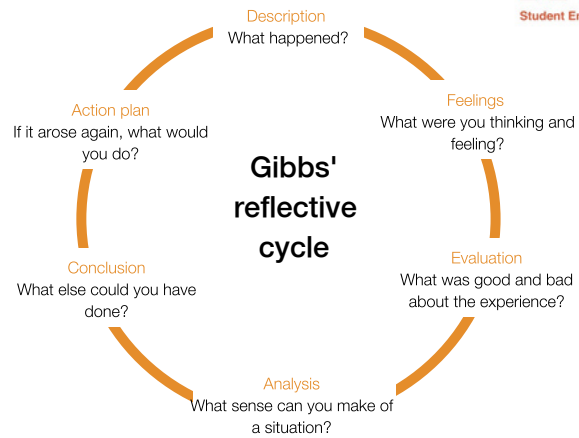 Description
What happened?
Student
Feelings
What were you thinking and
feeling?
Evaluation
What was good and bad
about the experience?
Analysis
What sense can you make of
a situation?
Conclusion
What else could you have
done?
Action plan
If it arose again, what would
you do?
Gibbs'
reflective
cycle